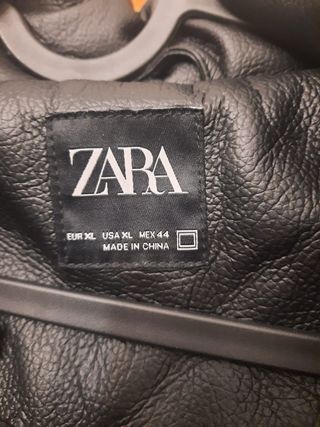 ZARA
EUR XL USA XL MEX 44
MADE IN CHINA